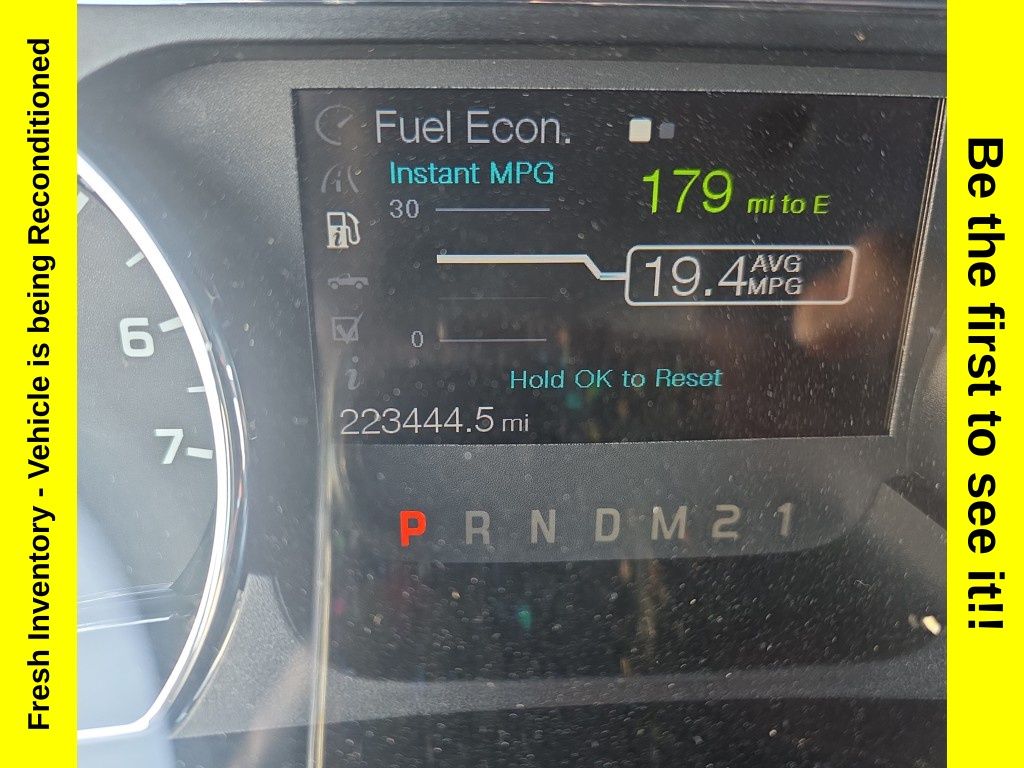 Fresh Inventory - Vehicle is being Reconditioned
Fuel Econ.
Instant MPG
179 mi to E
30
19.4 AVG MPG
0
Hold OK to Reset
223444.5 mi
6
7
P R N D M 2 1
Be the first to see it!!